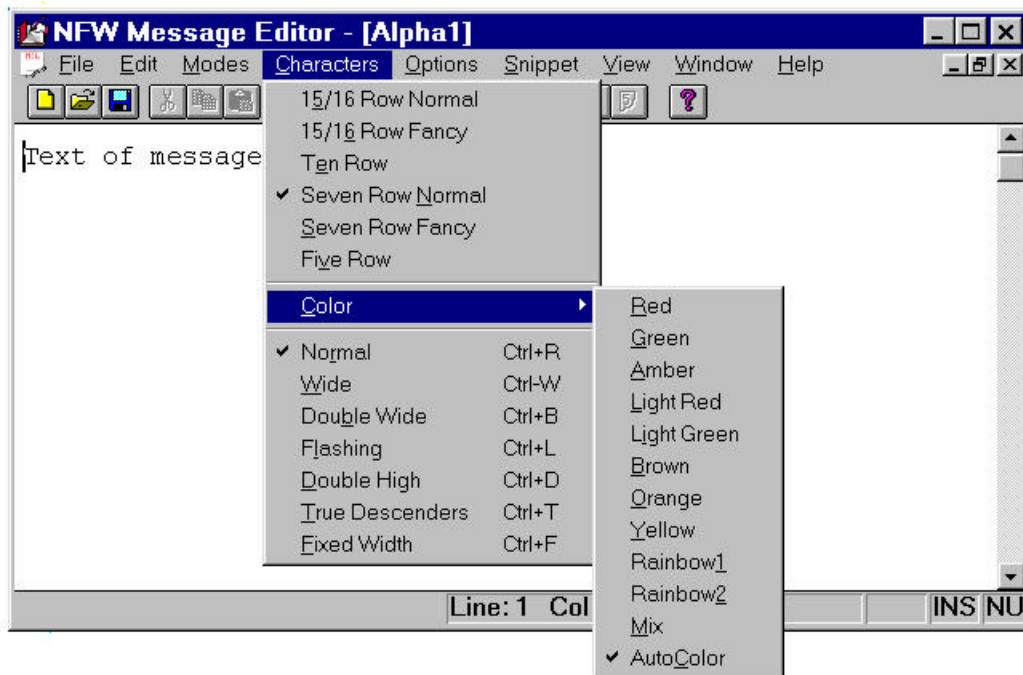 NFW Message Editor - [Alpha1]
File Edit Modes Characters Options Snippet View Window Help
Text of message
15/16 Row Normal
15/16 Row Fancy
Ten Row
Seven Row Normal
Seven Row Fancy
Five Row
Color
Normal Ctrl+R
Wide Ctrl-W
Double Wide Ctrl+B
Flashing Ctrl+L
Double High Ctrl+D
True Descenders Ctrl+T
Fixed Width Ctrl+F
Red
Green
Amber
Light Red
Light Green
Brown
Orange
Yellow
Rainbow1
Rainbow2
Mix
AutoColor
Line: 1 Col
INS NU